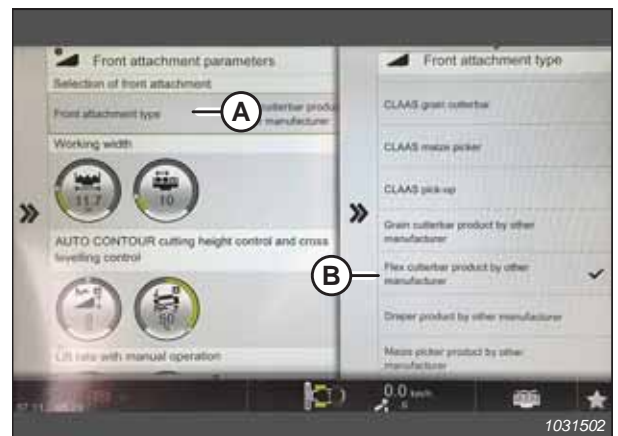 Front attachment parameters
Selection of front attachment
Front attachment type
A
cutterbar produ
manufacturer
Working width
11.7
10
AUTO CONTOUR cutting height control and cross
levelling control
50
Lift rate with manual operation
Front attachment type
CLAAS grain cutterbar
CLAAS maize picker
CLAAS pick-up
Grain cutterbar product by other
manufacturer
B
Flex cutterbar product by other
manufacturer
Draper product by other manufacturer
Maize picker product by other
manufacturer
0.0 km/h
1031502